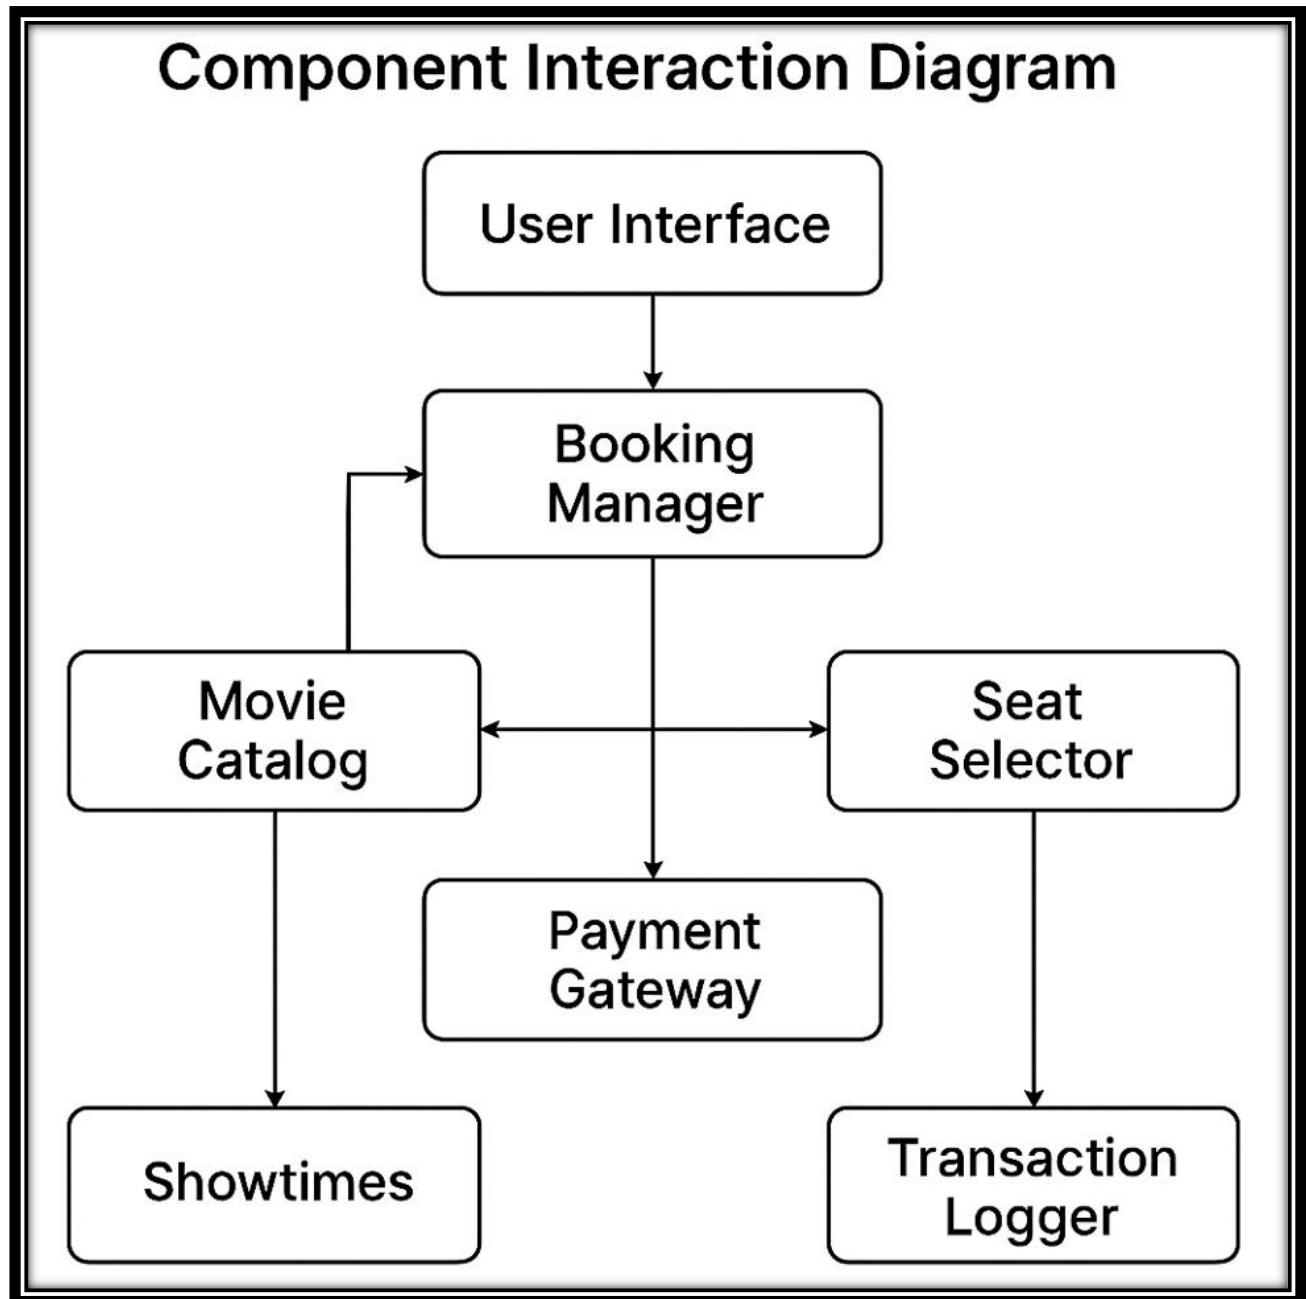 Component Interaction Diagram
User Interface
Booking
Manager
Movie
Catalog
Seat
Selector
Payment
Gateway
Showtimes
Transaction
Logger